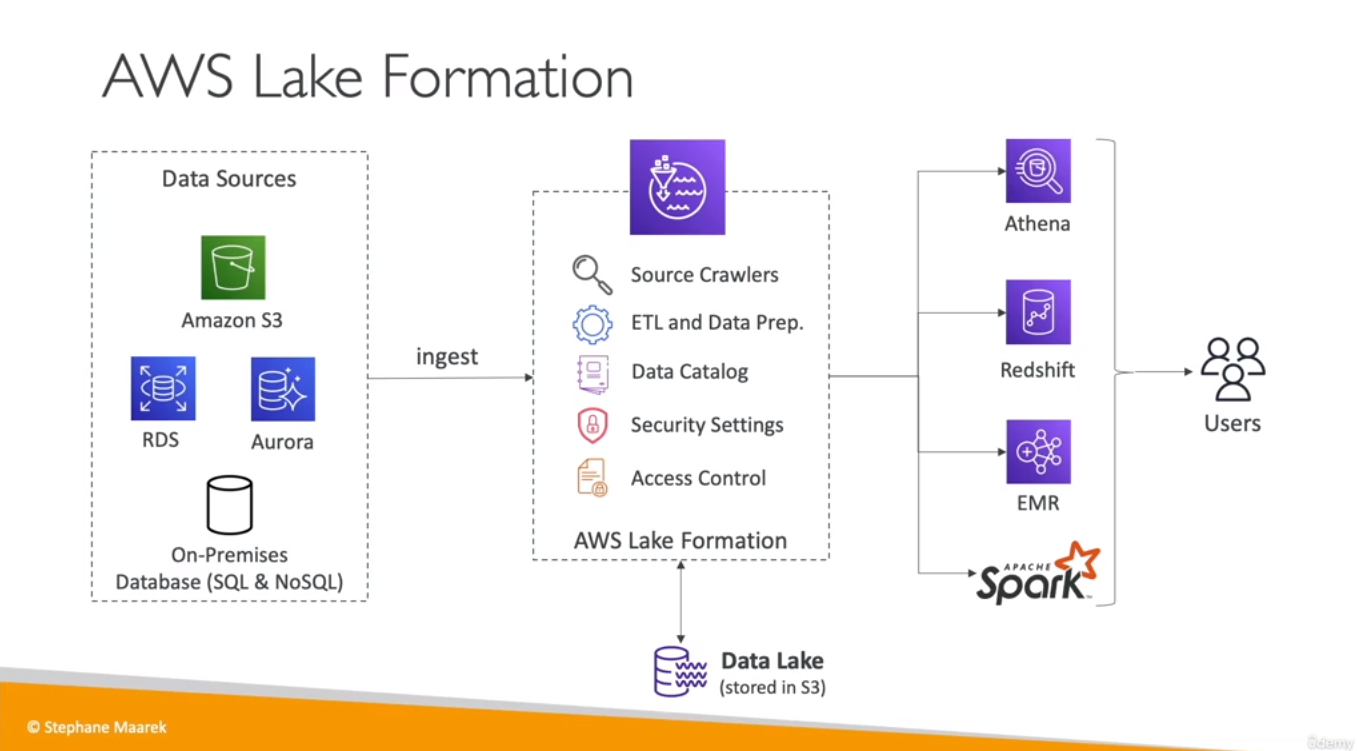 AWS Lake Formation
Data Sources
Amazon S3
RDS
Aurora
On-Premises
Database (SQL & NoSQL)
ingest
Source Crawlers
ETL and Data Prep.
Data Catalog
Security Settings
Access Control
AWS Lake Formation
Data Lake
(stored in S3)
Athena
Redshift
EMR
APACHE
Spark™
Users
© Stephane Maarek
ûdemy